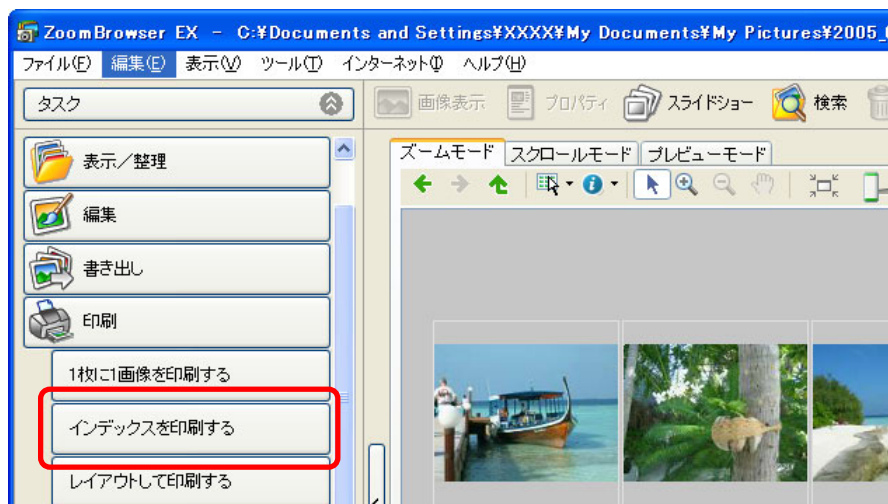 ZoomBrowser EX - C:¥Documents and Settings¥XXXX¥My Documents¥My Pictures¥2005_
ファイル(F) 編集(E) 表示(V) ツール(T) インターネット(I) ヘルプ(H)
タスク 画像表示 プロパティ スライドショー 検索
ズームモード スクロールモード プレビューモード
表示／整理
編集
書き出し
印刷
1枚に1画像を印刷する
インデックスを印刷する
レイアウトして印刷する